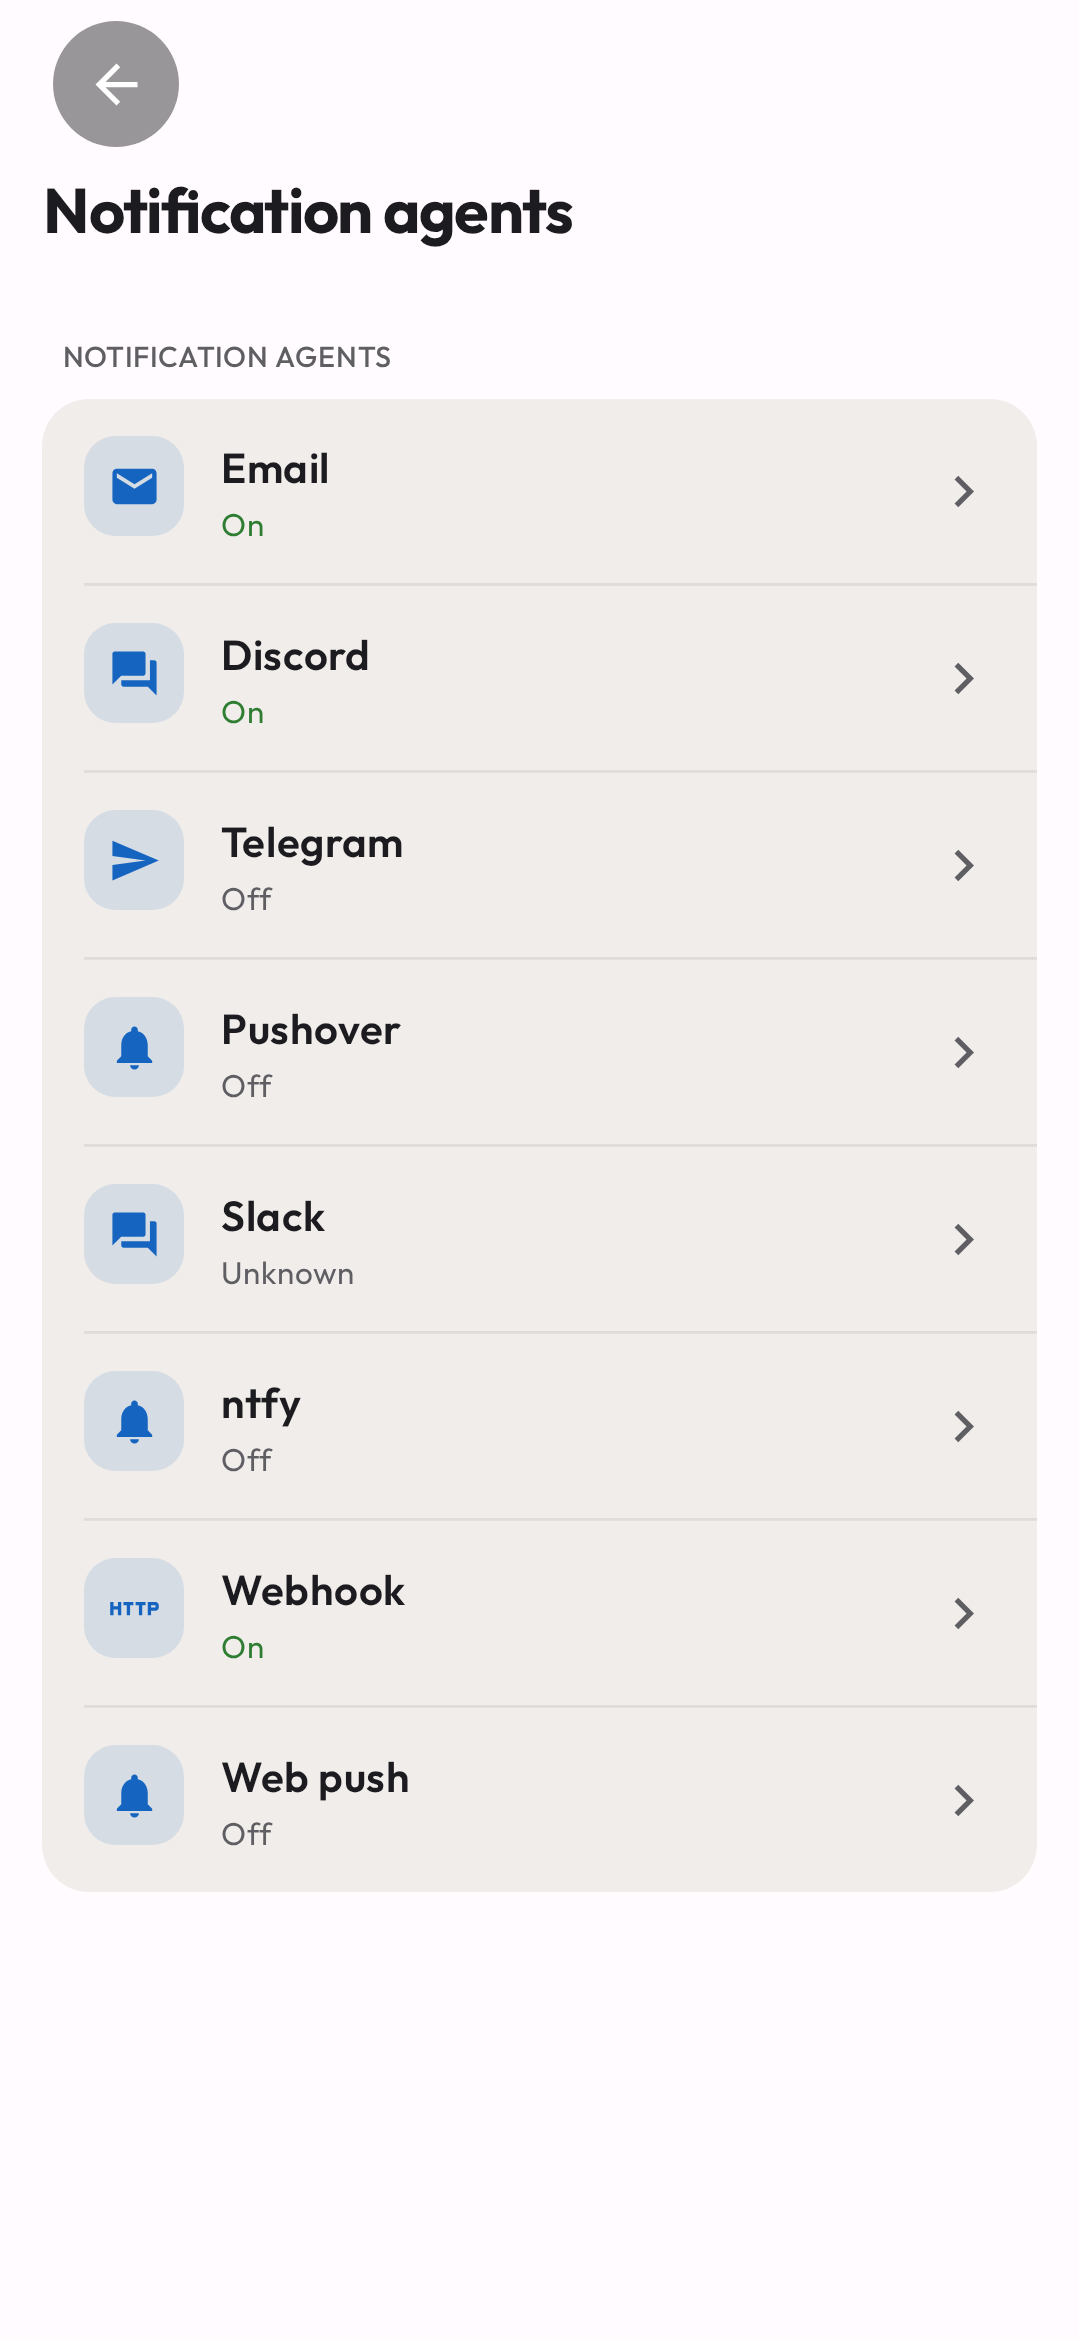 Notification agents
NOTIFICATION AGENTS
Email
On
Discord
On
Telegram
Off
Pushover
Off
Slack
Unknown
ntfy
Off
HTTP
Webhook
On
Web push
Off